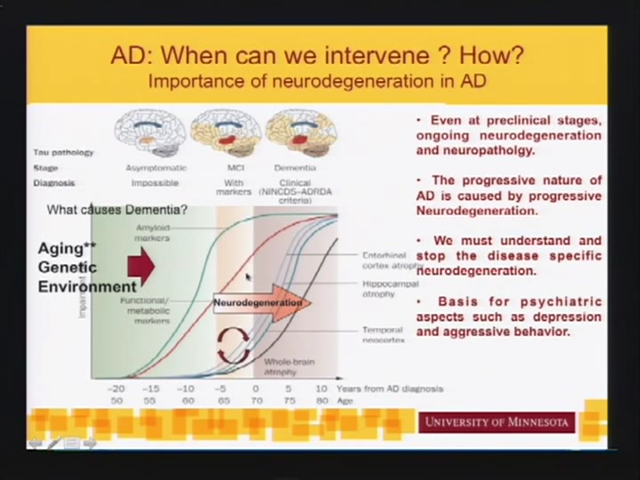 AD: When can we intervene ? How?
Importance of neurodegeneration in AD
Tau pathology
Stage
Asymptomatic
MCI
Dementia
Diagnosis
Impossible
With markers
Clinical (NINCDS–ADRDA criteria)
What causes Dementia?
Amyloid markers
Aging**
Genetic
Environment
Functional/
metabolic
markers
Neurodegeneration
Entorhinal
cortex atrophy
Hippocampal
atrophy
Temporal
neocortex
Whole-brain
atrophy
–20 –15 –10 –5 0 5 10 Years from AD diagnosis
50 55 60 65 70 75 80 Age
• Even at preclinical stages,
ongoing neurodegeneration
and neuropatholgy.
• The progressive nature of
AD is caused by progressive
Neurodegeneration.
• We must understand and
stop the disease specific
neurodegeneration.
• Basis for psychiatric
aspects such as depression
and aggressive behavior.
UNIVERSITY OF MINNESOTA